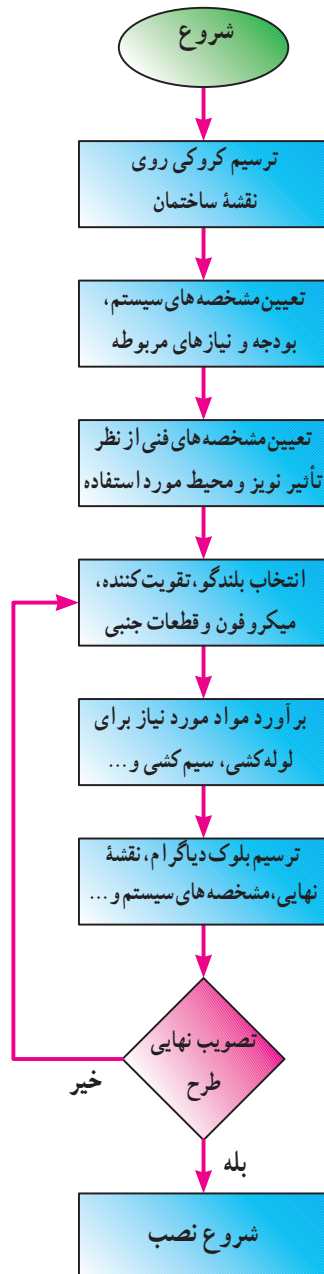 شروع
ترسیم کروکی روی
نقشهٔ ساختمان
تعیین مشخصه‌های سیستم،
بودجه و نیازهای مربوطه
تعیین مشخصه‌های فنی از نظر
تأثیر نویز و محیط مورد استفاده
انتخاب بلندگو، تقویت‌کننده،
میکروفون و قطعات جنبی
برآورد مواد مورد نیاز برای
لوله‌کشی، سیم‌کشی و...
ترسیم بلوک دیاگرام، نقشهٔ
نهایی، مشخصه‌های سیستم و...
تصویب نهایی
طرح
خیر
بله
شروع نصب